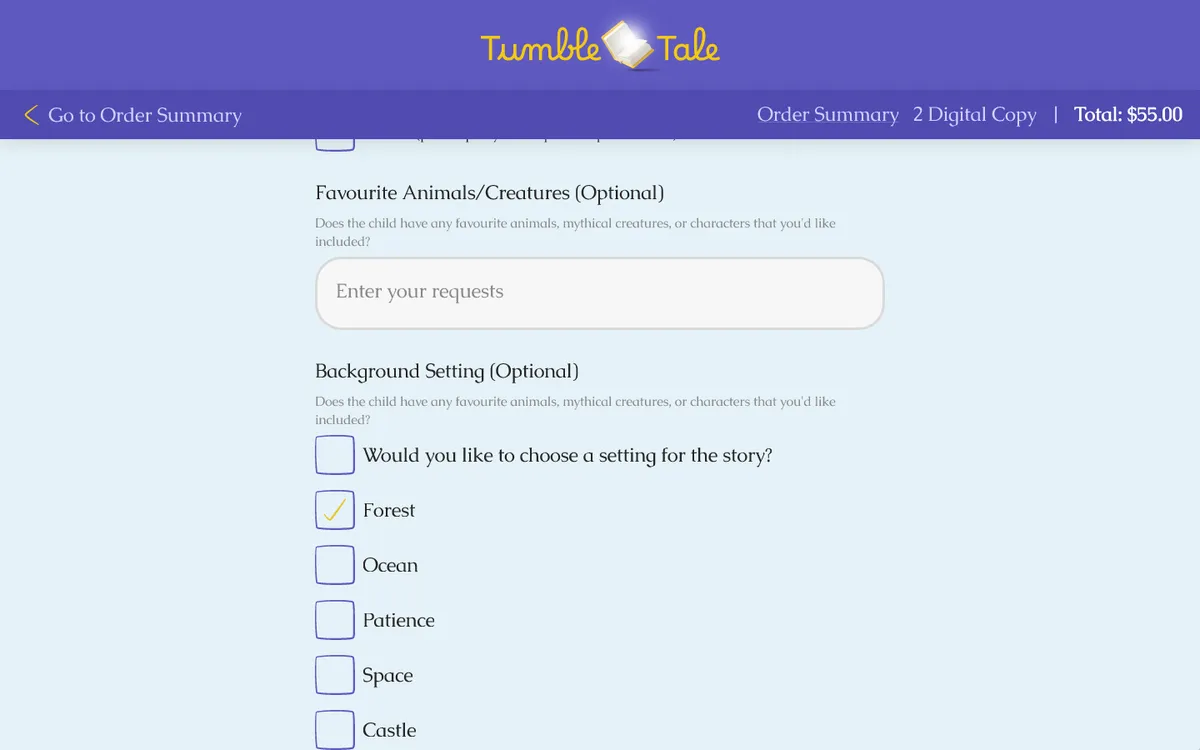 Tumble Tale
Go to Order Summary
Order Summary 2 Digital Copy | Total: $55.00
Favourite Animals/Creatures (Optional)
Does the child have any favourite animals, mythical creatures, or characters that you'd like
included?
Enter your requests
Background Setting (Optional)
Does the child have any favourite animals, mythical creatures, or characters that you'd like
included?
Would you like to choose a setting for the story?
Forest
Ocean
Patience
Space
Castle